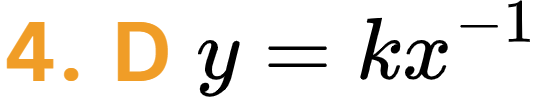 4. D y = kx⁻¹